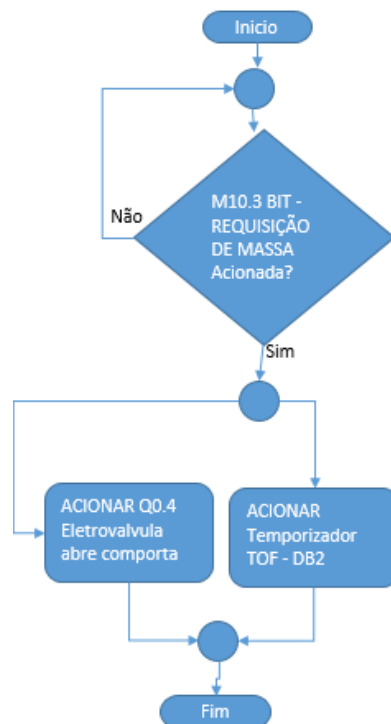 Inicio
M10.3 BIT -
REQUISIÇÃO
DE MASSA
Acionada?
Não
Sim
ACIONAR Q0.4
Eletrovalvula
abre comporta
ACIONAR
Temporizador
TOF - DB2
Fim